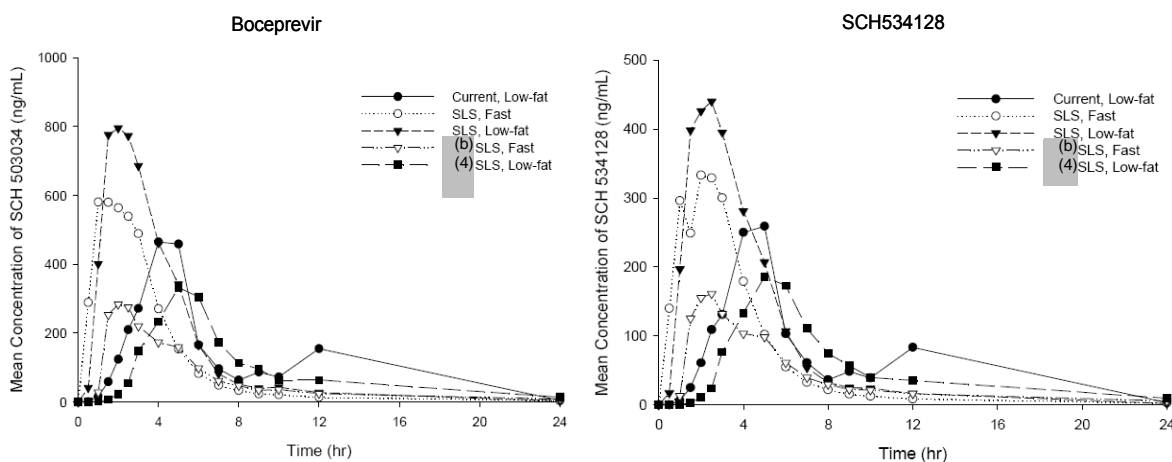 Boceprevir
Mean Concentration of SCH 503034 (ng/mL)
1000
800
600
400
200
0
Current, Low-fat
SLS, Fast
SLS, Low-fat
(b) SLS, Fast
(4) SLS, Low-fat
0 4 8 12 16 20 24
Time (hr)
SCH534128
Mean Concentration of SCH 534128 (ng/mL)
500
400
300
200
100
0
Current, Low-fat
SLS, Fast
SLS, Low-fat
(b) SLS, Fast
(4) SLS, Low-fat
0 4 8 12 16 20 24
Time (hr)